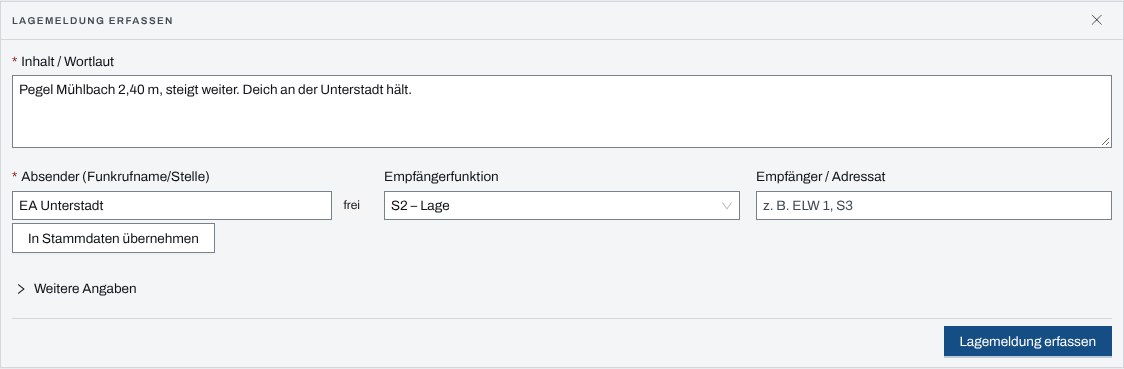 LAGEMELDUNG ERFASSEN
* Inhalt / Wortlaut
Pegel Mühlbach 2,40 m, steigt weiter. Deich an der Unterstadt hält.
* Absender (Funkrufname/Stelle)
Empfängerfunktion
Empfänger / Adressat
EA Unterstadt
frei
S2 – Lage
z. B. ELW 1, S3
In Stammdaten übernehmen
Weitere Angaben
Lagemeldung erfassen